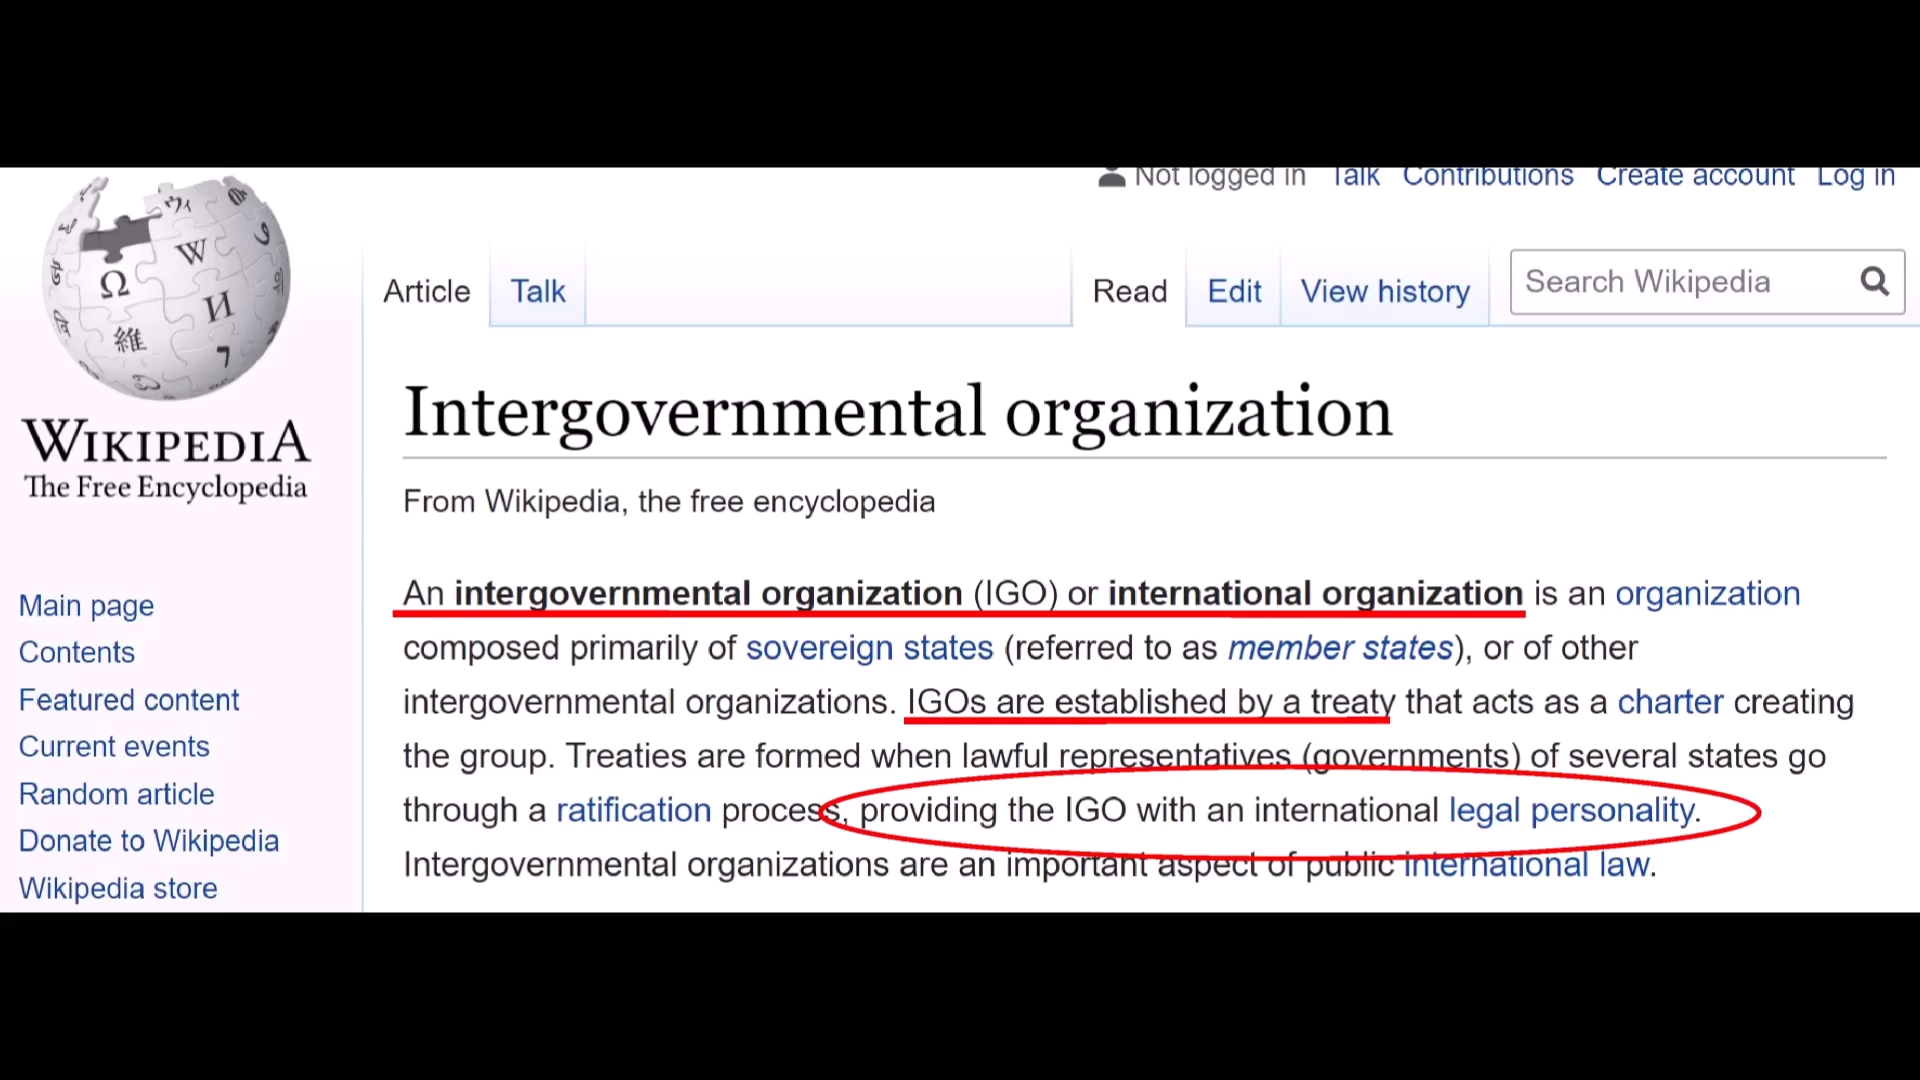 Not logged in Talk Contributions Create account Log in
Article Talk Read Edit View history Search Wikipedia
Ω W И 維 ウィ 7
WIKIPEDIA
The Free Encyclopedia
Main page
Contents
Featured content
Current events
Random article
Donate to Wikipedia
Wikipedia store
Intergovernmental organization
From Wikipedia, the free encyclopedia
An intergovernmental organization (IGO) or international organization is an organization
composed primarily of sovereign states (referred to as member states), or of other
intergovernmental organizations. IGOs are established by a treaty that acts as a charter creating
the group. Treaties are formed when lawful representatives (governments) of several states go
through a ratification process, providing the IGO with an international legal personality.
Intergovernmental organizations are an important aspect of public international law.